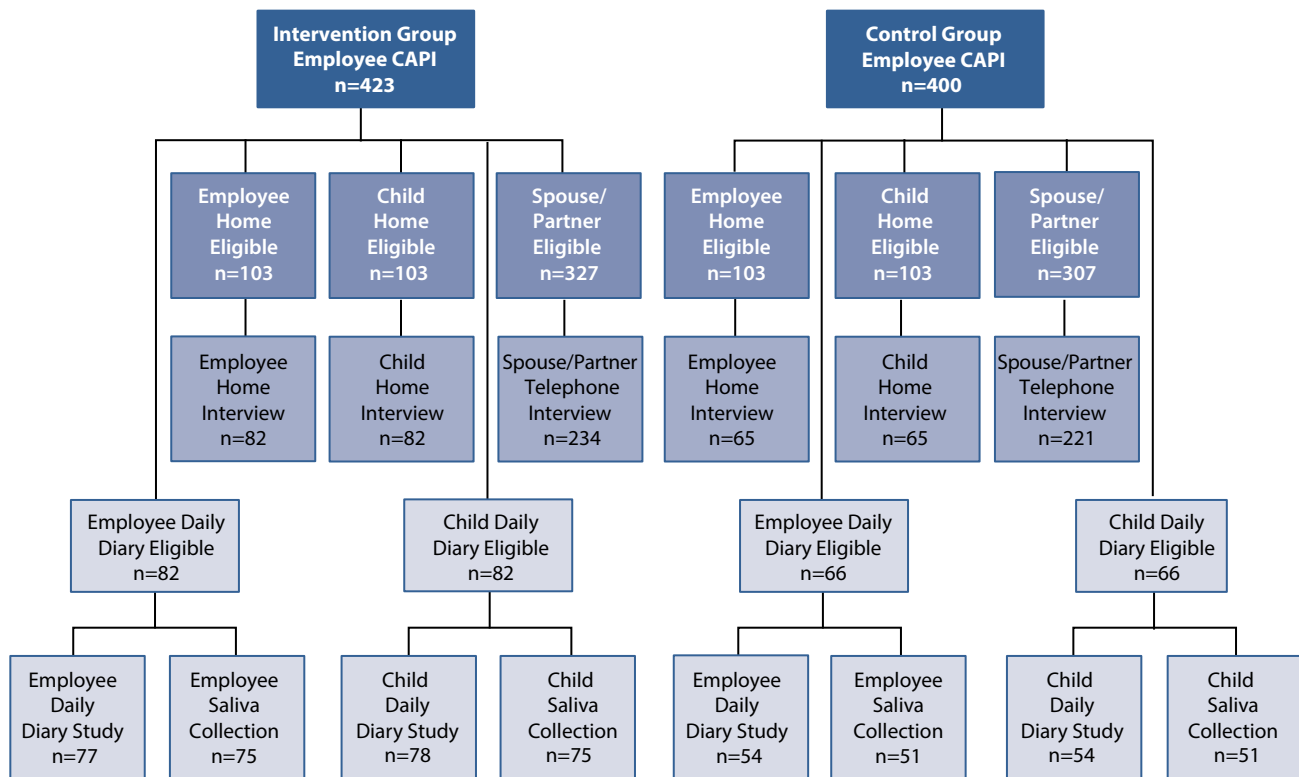 Intervention Group
Employee CAPI
n=423
Control Group
Employee CAPI
n=400
Employee
Home
Eligible
n=103
Child
Home
Eligible
n=103
Spouse/
Partner
Eligible
n=327
Employee
Home
Eligible
n=103
Child
Home
Eligible
n=103
Spouse/
Partner
Eligible
n=307
Employee
Home
Interview
n=82
Child
Home
Interview
n=82
Spouse/Partner
Telephone
Interview
n=234
Employee
Home
Interview
n=65
Child
Home
Interview
n=65
Spouse/Partner
Telephone
Interview
n=221
Employee Daily
Diary Eligible
n=82
Child Daily
Diary Eligible
n=82
Employee Daily
Diary Eligible
n=66
Child Daily
Diary Eligible
n=66
Employee
Daily
Diary Study
n=77
Employee
Saliva
Collection
n=75
Child
Daily
Diary Study
n=78
Child
Saliva
Collection
n=75
Employee
Daily
Diary Study
n=54
Employee
Saliva
Collection
n=51
Child
Daily
Diary Study
n=54
Child
Saliva
Collection
n=51